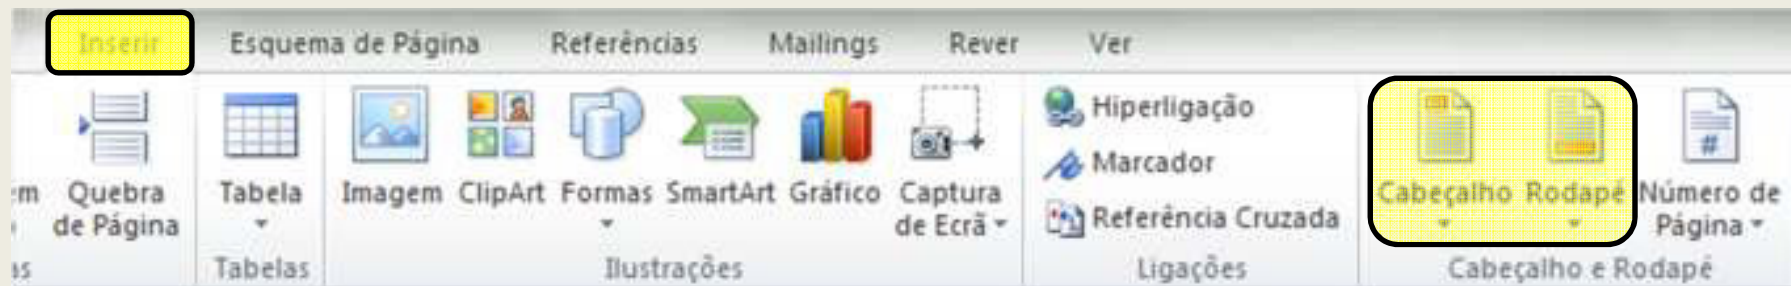 Inserir Esquema de Página Referências Mailings Rever Ver
Quebra de Página
Tabela
Imagem ClipArt Formas SmartArt Gráfico Captura de Ecrã
Hiperligação
Marcador
Referência Cruzada
Cabeçalho Rodapé Número de Página
Tabelas Ilustrações Ligações Cabeçalho e Rodapé